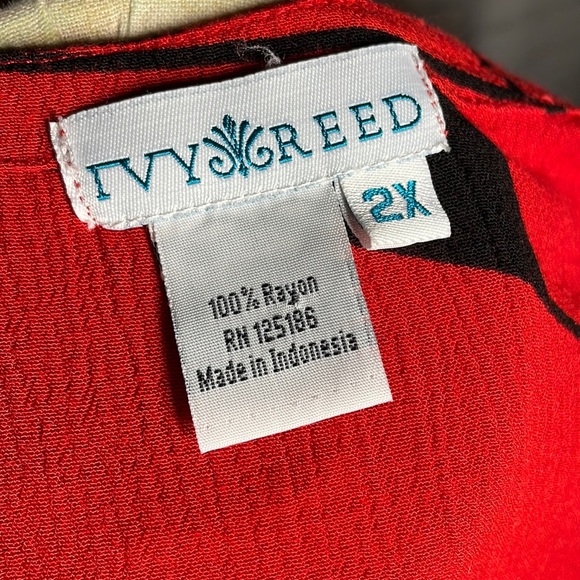 IVY REED
2X
100% Rayon
RN 125186
Made in Indonesia